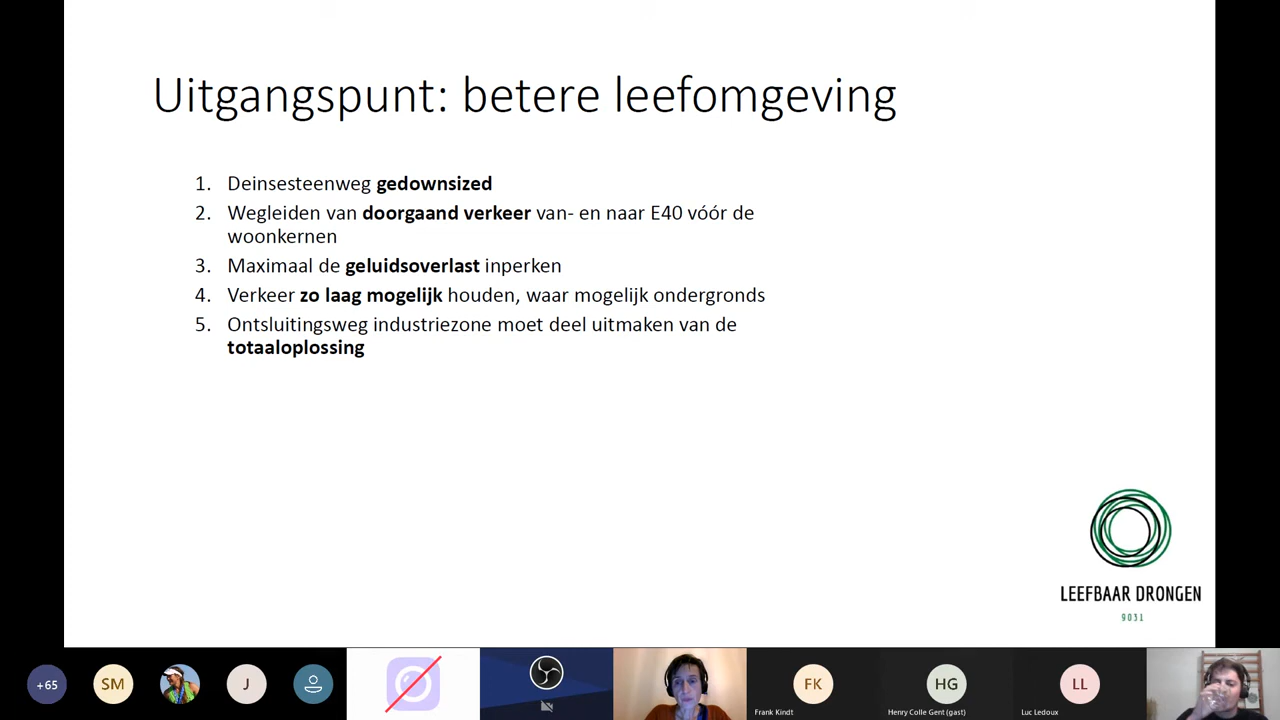 Uitgangspunt: betere leefomgeving
1. Deinsesteenweg gedownsized
2. Wegleiden van doorgaand verkeer van- en naar E40 vóór de
woonkernen
3. Maximaal de geluidsoverlast inperken
4. Verkeer zo laag mogelijk houden, waar mogelijk ondergronds
5. Ontsluitingsweg industriezone moet deel uitmaken van de
totaaloplossing
LEEFBAAR DRONGEN
9031
+65
SM
J
FK
HG
LL
Frank Kindt
Henry Colle Gent (gast)
Luc Ledoux